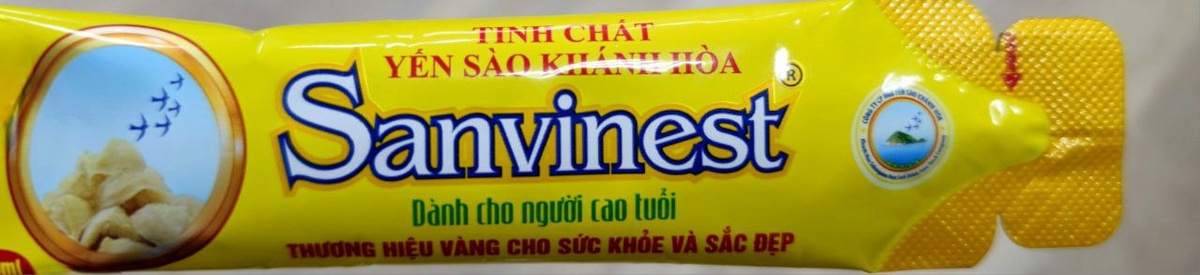 TINH CHẤT
YẾN SÀO KHÁNH HÒA
Sanvinest®
Dành cho người cao tuổi
THƯƠNG HIỆU VÀNG CHO SỨC KHỎE VÀ SẮC ĐẸP
ml